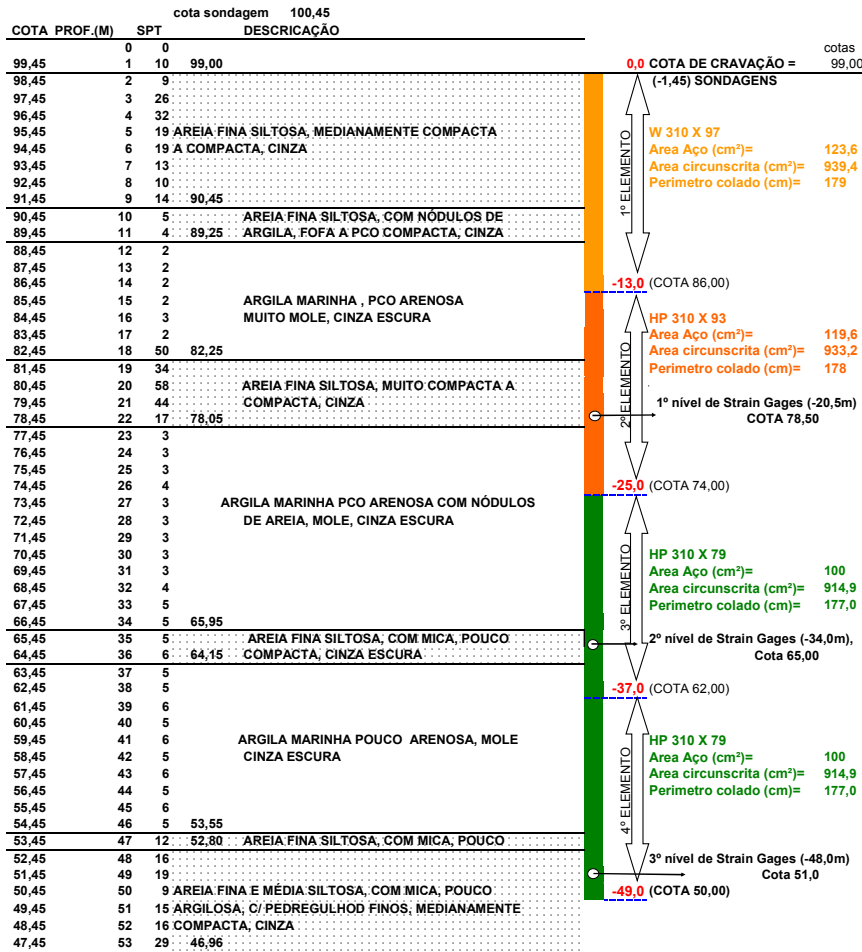 cota sondagem 100,45
COTA PROF.(M) SPT DESCRICAÇÃO
0 0 cotas
99,45 1 10 99,00 0,0 COTA DE CRAVAÇÃO = 99,00
98,45 2 9 (-1,45) SONDAGENS
97,45 3 26
96,45 4 32
95,45 5 19 AREIA FINA SILTOSA, MEDIANAMENTE COMPACTA W 310 X 97
94,45 6 19 A COMPACTA, CINZA Area Aço (cm²)= 123,6
93,45 7 13 Area circunscrita (cm²)= 939,4
92,45 8 10 Perimetro colado (cm)= 179
91,45 9 14 90,45
1º ELEMENTO
90,45 10 5 AREIA FINA SILTOSA, COM NÓDULOS DE
89,45 11 4 89,25 ARGILA, FOFA A PCO COMPACTA, CINZA
88,45 12 2
87,45 13 2
86,45 14 2 -13,0 (COTA 86,00)
85,45 15 2 ARGILA MARINHA , PCO ARENOSA
84,45 16 3 MUITO MOLE, CINZA ESCURA HP 310 X 93
83,45 17 2 Area Aço (cm²)= 119,6
82,45 18 50 82,25 Area circunscrita (cm²)= 933,2
81,45 19 34 Perimetro colado (cm)= 178
80,45 20 58 AREIA FINA SILTOSA, MUITO COMPACTA A
2º ELEMENTO
79,45 21 44 COMPACTA, CINZA 1º nível de Strain Gages (-20,5m)
78,45 22 17 78,05 COTA 78,50
77,45 23 3
76,45 24 3
75,45 25 3
74,45 26 4 -25,0 (COTA 74,00)
73,45 27 3 ARGILA MARINHA PCO ARENOSA COM NÓDULOS
72,45 28 3 DE AREIA, MOLE, CINZA ESCURA
71,45 29 3
70,45 30 3 HP 310 X 79
69,45 31 3 Area Aço (cm²)= 100
68,45 32 4 Area circunscrita (cm²)= 914,9
67,45 33 5 Perimetro colado (cm)= 177,0
3º ELEMENTO
66,45 34 5 65,95
65,45 35 5 AREIA FINA SILTOSA, COM MICA, POUCO 2º nível de Strain Gages (-34,0m),
64,45 36 6 64,15 COMPACTA, CINZA ESCURA Cota 65,00
63,45 37 5
62,45 38 5 -37,0 (COTA 62,00)
61,45 39 6
60,45 40 5
59,45 41 6 ARGILA MARINHA POUCO ARENOSA, MOLE HP 310 X 79
58,45 42 5 CINZA ESCURA Area Aço (cm²)= 100
57,45 43 6 Area circunscrita (cm²)= 914,9
56,45 44 5 Perimetro colado (cm)= 177,0
55,45 45 6
4º ELEMENTO
54,45 46 5 53,55
53,45 47 12 52,80 AREIA FINA SILTOSA, COM MICA, POUCO
52,45 48 16 3º nível de Strain Gages (-48,0m)
51,45 49 19 Cota 51,0
50,45 50 9 AREIA FINA E MÉDIA SILTOSA, COM MICA, POUCO -49,0 (COTA 50,00)
49,45 51 15 ARGILOSA, C/ PEDREGULHOD FINOS, MEDIANAMENTE
48,45 52 16 COMPACTA, CINZA
47,45 53 29 46,96